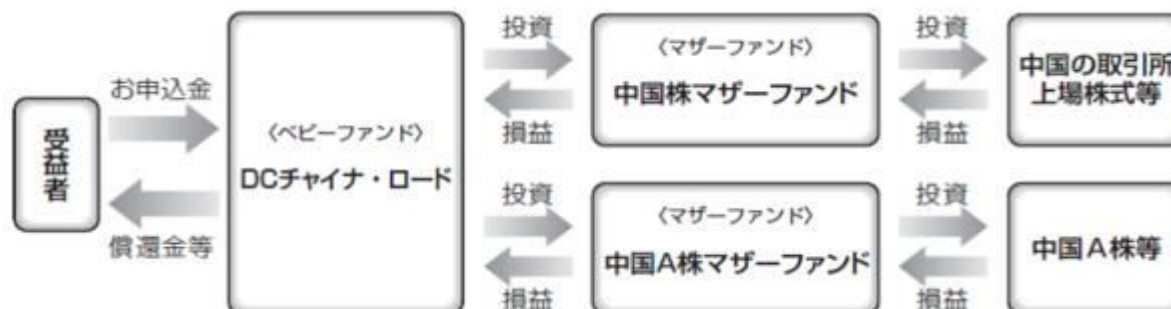 受益者
お申込金
償還金等
〈ベビーファンド〉
DCチャイナ・ロード
投資
損益
〈マザーファンド〉
中国株マザーファンド
投資
損益
中国の取引所
上場株式等
投資
損益
〈マザーファンド〉
中国A株マザーファンド
投資
損益
中国A株等